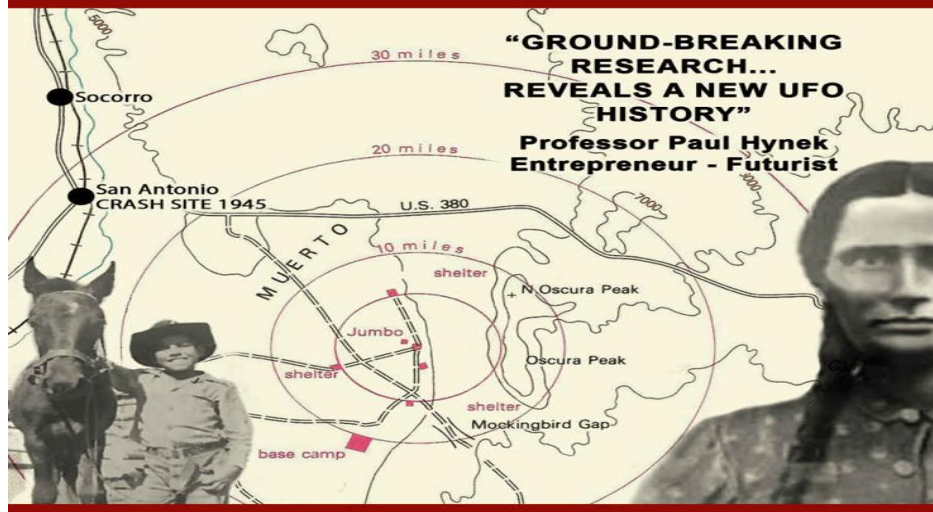 “GROUND-BREAKING
RESEARCH...
REVEALS A NEW UFO
HISTORY”
Professor Paul Hynek
Entrepreneur - Futurist
5000
30 miles
Socorro
20 miles
7000
San Antonio
CRASH SITE 1945
U.S. 380
MUERTO
10 miles
shelter
N. Oscura Peak
Jumbo
Oscura Peak
shelter
shelter
Mockingbird Gap
base camp